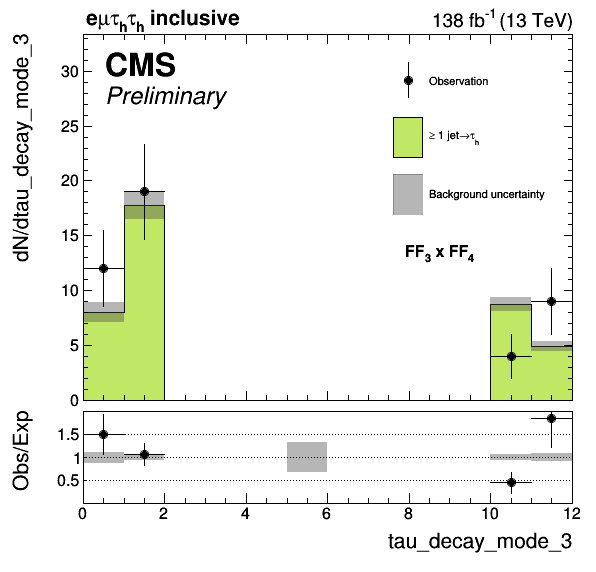 eμτhτh inclusive
138 fb-1 (13 TeV)
CMS
Preliminary
Observation
≥ 1 jet→τh
Background uncertainty
FF3 x FF4
dN/dtau_decay_mode_3
30
25
20
15
10
5
0
Obs/Exp
1.5
1
0.5
0 2 4 6 8 10 12
tau_decay_mode_3